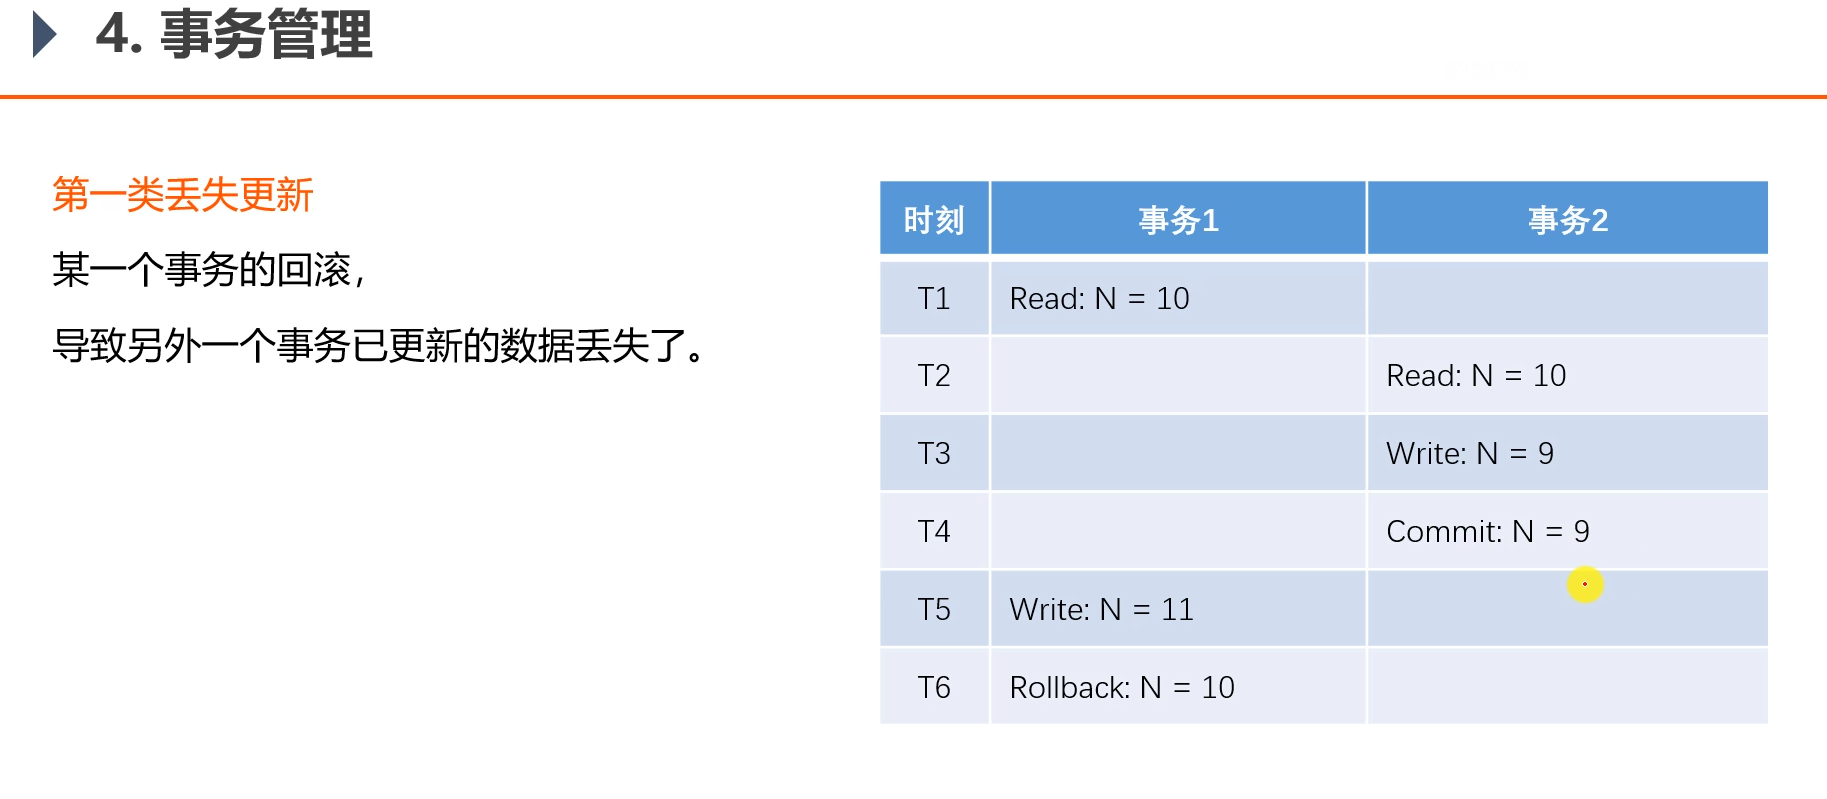 4. 事务管理
第一类丢失更新
某一个事务的回滚，
导致另外一个事务已更新的数据丢失了。
时刻 事务1 事务2
T1 Read: N = 10
T2 Read: N = 10
T3 Write: N = 9
T4 Commit: N = 9
T5 Write: N = 11
T6 Rollback: N = 10